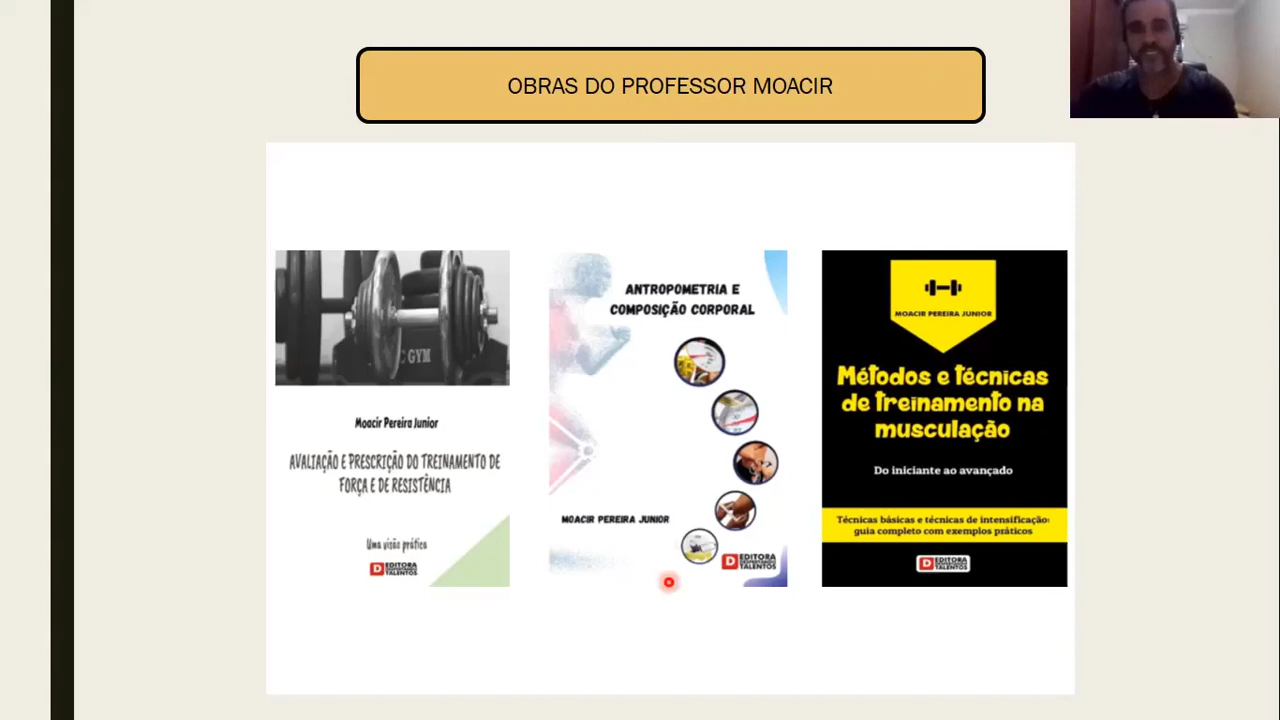 OBRAS DO PROFESSOR MOACIR
C GYM
Moacir Pereira Junior
AVALIAÇÃO E PRESCRIÇÃO DO TREINAMENTO DE
FORÇA E DE RESISTÊNCIA
Uma visão prática
EDITORA
TALENTOS
ANTROPOMETRIA E
COMPOSIÇÃO CORPORAL
MOACIR PEREIRA JUNIOR
EDITORA
TALENTOS
MOACIR PEREIRA JUNIOR
Métodos e técnicas
de treinamento na
musculação
Do iniciante ao avançado
Técnicas básicas e técnicas de intensificação:
guia completo com exemplos práticos
EDITORA
TALENTOS